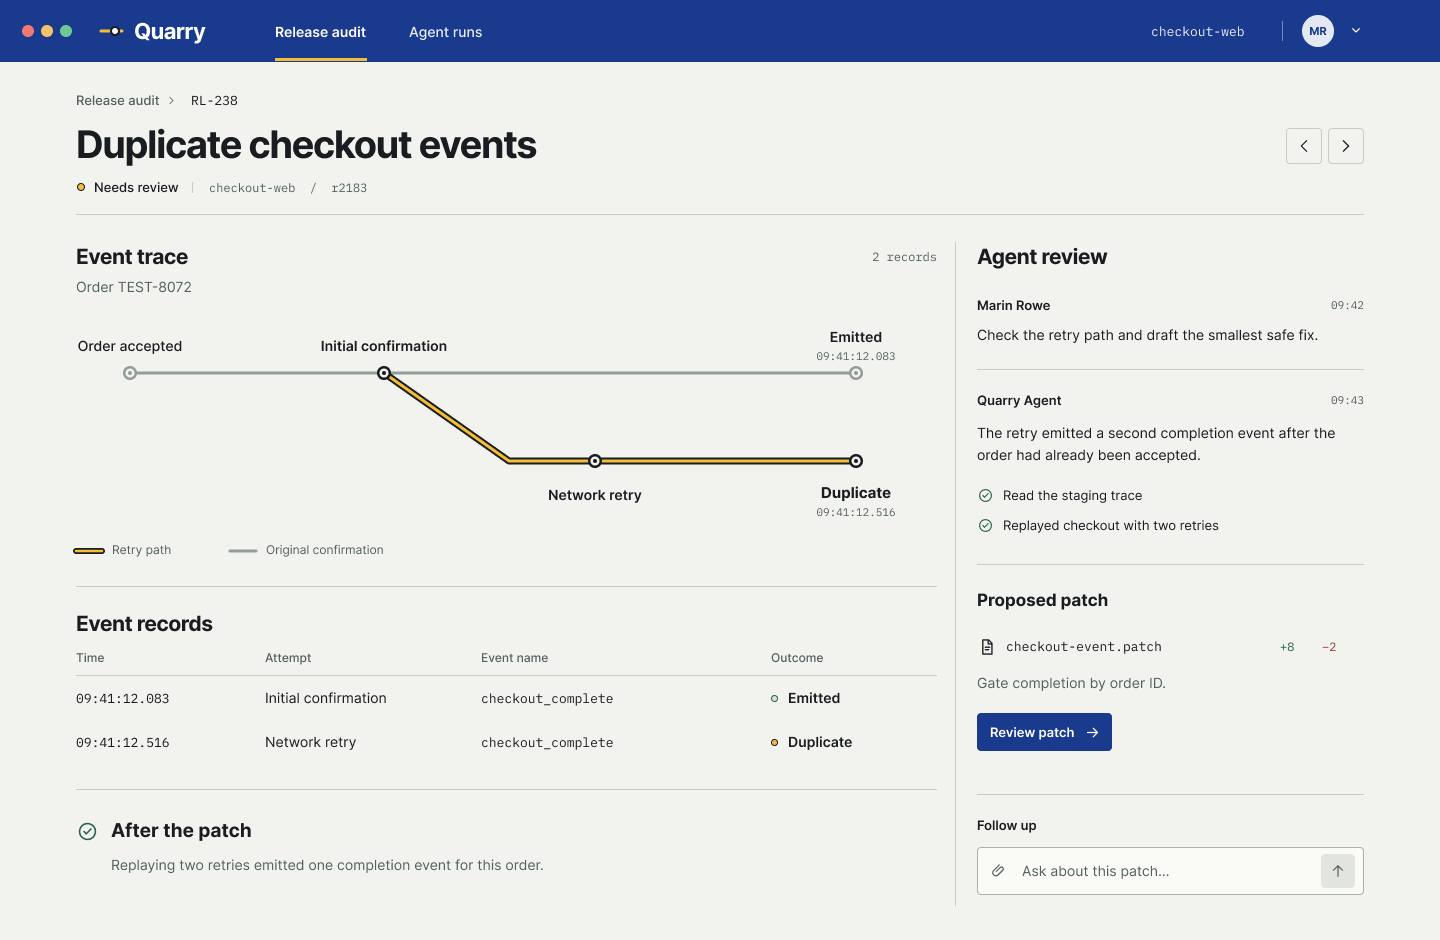 Quarry
Release audit
Agent runs
checkout-web
MR
Release audit > RL-238
Duplicate checkout events
Needs review
checkout-web / r2183
Event trace
2 records
Order TEST-8072
Order accepted
Initial confirmation
Emitted
09:41:12.083
Network retry
Duplicate
09:41:12.516
Retry path
Original confirmation
Event records
Time Attempt Event name Outcome
09:41:12.083 Initial confirmation checkout_complete Emitted
09:41:12.516 Network retry checkout_complete Duplicate
After the patch
Replaying two retries emitted one completion event for this order.
Agent review
Marin Rowe 09:42
Check the retry path and draft the smallest safe fix.
Quarry Agent 09:43
The retry emitted a second completion event after the
order had already been accepted.
Read the staging trace
Replayed checkout with two retries
Proposed patch
checkout-event.patch +8 −2
Gate completion by order ID.
Review patch
Follow up
Ask about this patch...